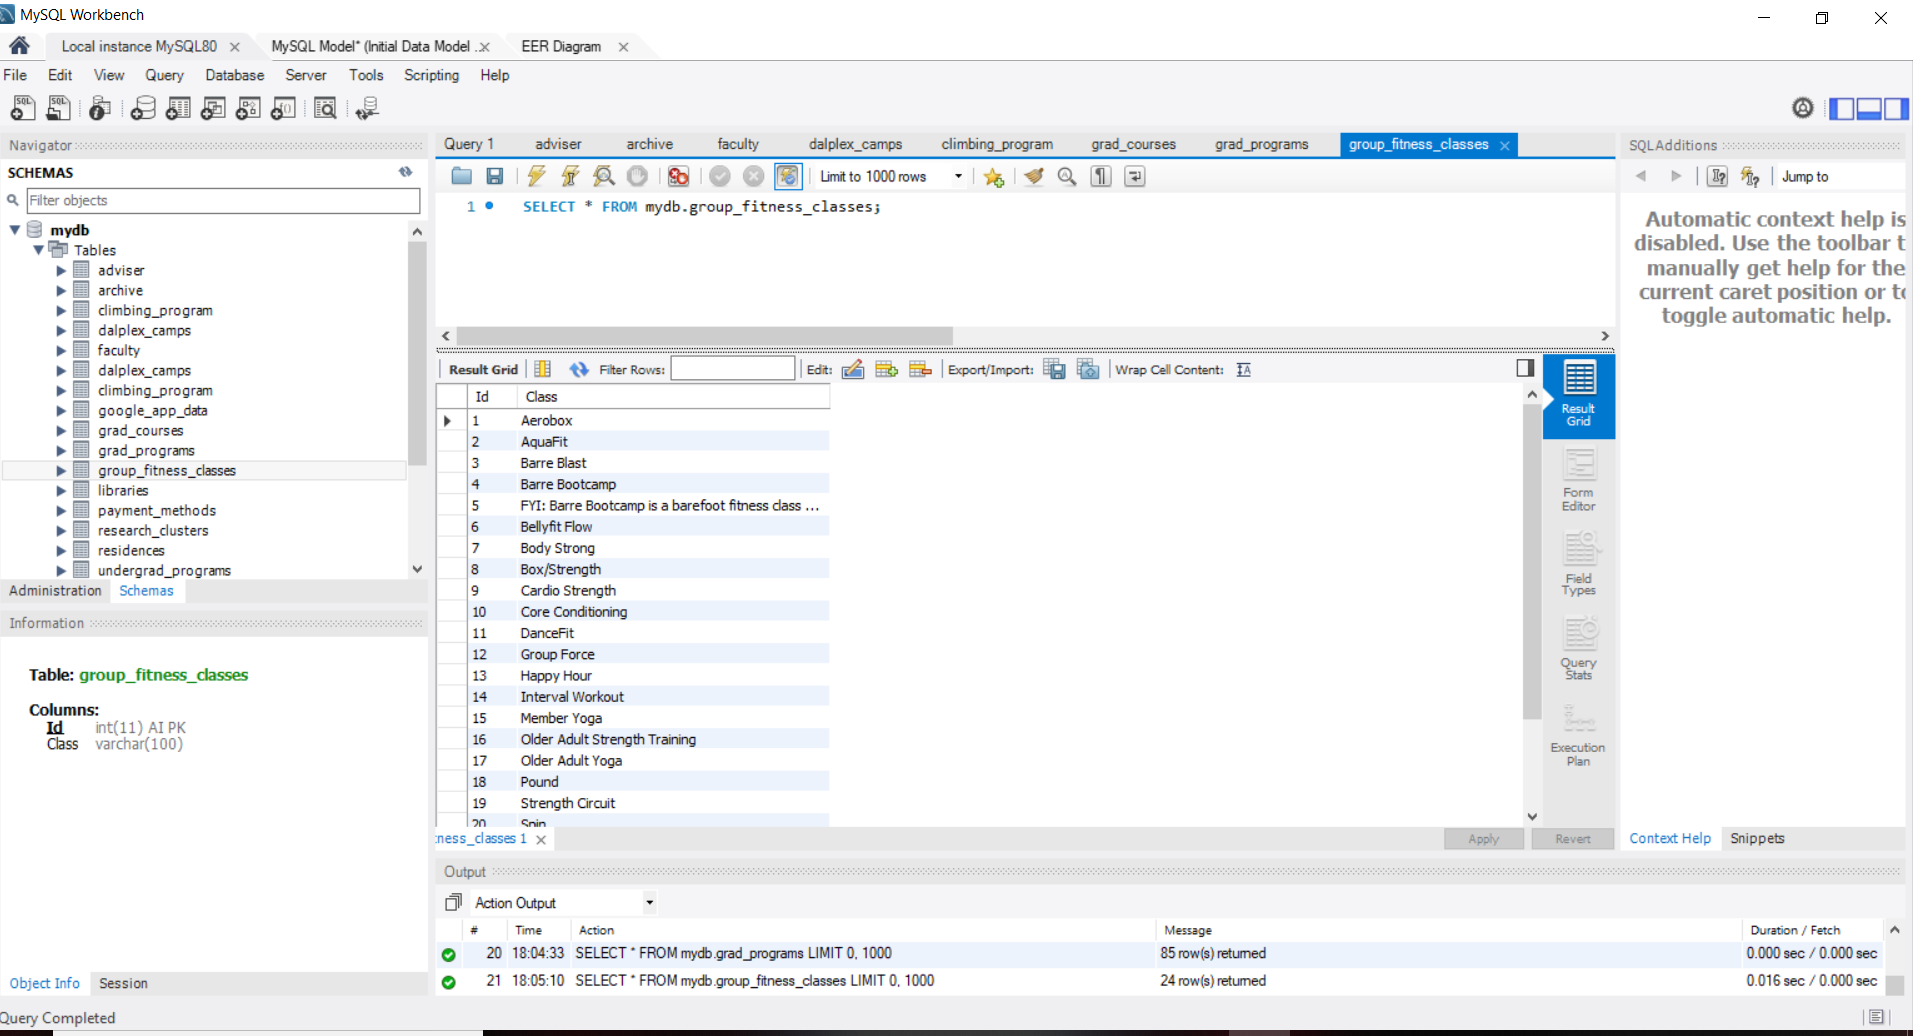 MySQL Workbench
Local instance MySQL80
MySQL Model* (Initial Data Model .
EER Diagram
File Edit View Query Database Server Tools Scripting Help
Navigator
SCHEMAS
Filter objects
mydb
Tables
adviser
archive
climbing_program
dalplex_camps
faculty
dalplex_camps
climbing_program
google_app_data
grad_courses
grad_programs
group_fitness_classes
libraries
payment_methods
research_clusters
residences
undergrad_programs
Administration Schemas
Information
Table: group_fitness_classes
Columns:
Id int(11) AI PK
Class varchar(100)
Object Info Session
Query 1 adviser archive faculty dalplex_camps climbing_program grad_courses grad_programs group_fitness_classes
Limit to 1000 rows
1 SELECT * FROM mydb.group_fitness_classes;
Result Grid Filter Rows: Edit: Export/Import: Wrap Cell Content:
Id Class
1 Aerobox
2 AquaFit
3 Barre Blast
4 Barre Bootcamp
5 FYI: Barre Bootcamp is a barefoot fitness class ...
6 Bellyfit Flow
7 Body Strong
8 Box/Strength
9 Cardio Strength
10 Core Conditioning
11 DanceFit
12 Group Force
13 Happy Hour
14 Interval Workout
15 Member Yoga
16 Older Adult Strength Training
17 Older Adult Yoga
18 Pound
19 Strength Circuit
20 Spin
Result
Grid
Form
Editor
Field
Types
Query
Stats
Execution
Plan
tness_classes 1
Apply Revert
SQLAdditions
Jump to
Automatic context help is
disabled. Use the toolbar t
manually get help for the
current caret position or to
toggle automatic help.
Context Help Snippets
Output
Action Output
# Time Action Message Duration / Fetch
20 18:04:33 SELECT * FROM mydb.grad_programs LIMIT 0, 1000 85 row(s) returned 0.000 sec / 0.000 sec
21 18:05:10 SELECT * FROM mydb.group_fitness_classes LIMIT 0, 1000 24 row(s) returned 0.016 sec / 0.000 sec
Query Completed